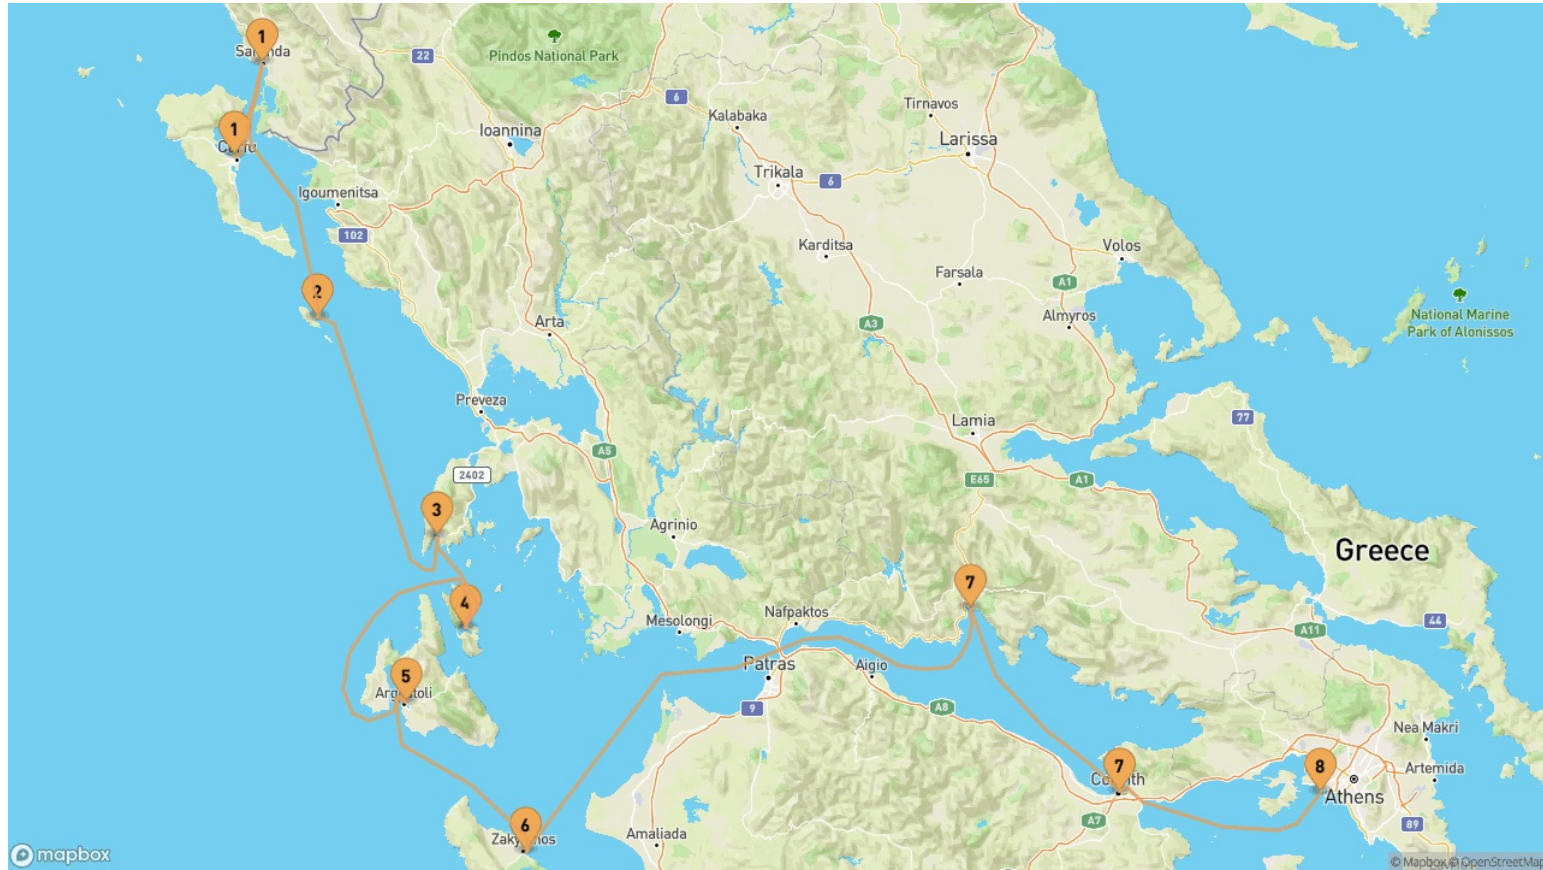 1
Saranda
Pindos National Park
22
6
Kalabaka
Tirnavos
Larissa
Ioannina
1
Corfu
Trikala
6
Igoumenitsa
102
Karditsa
Volos
Farsala
A1
2
Almyros
National Marine
Park of Alonissos
Arta
A3
Preveza
Lamia
77
A5
2402
E65
A1
3
Agrinio
Greece
7
4
Nafpaktos
Mesolongi
44
A11
Patras
Aigio
5
Argostoli
9
A8
Nea Makri
7
Corinth
8
Artemida
Athens
6
Zakynthos
Amaliada
A7
89
mapbox
© Mapbox © OpenStreetMap